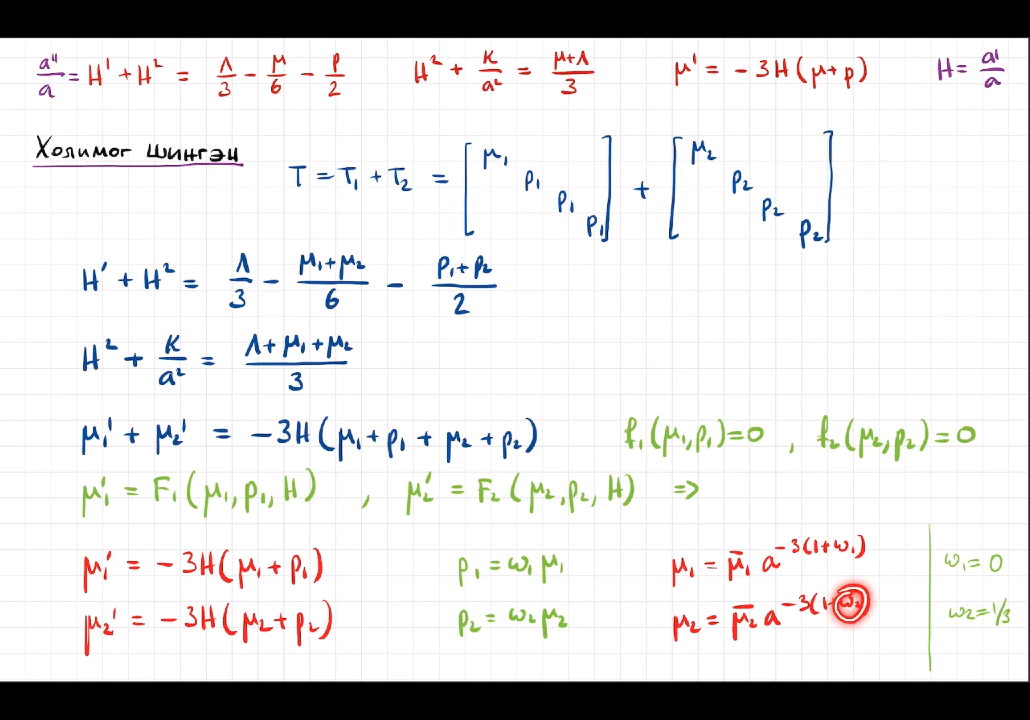 a''/a = H' + H² = Λ/3 − μ/6 − p/2    H² + K/a² = (μ+Λ)/3    μ' = −3H(μ+p)    H = a'/a
Холимог шингэн
T = T₁ + T₂ = [μ₁ p₁ p₁ p₁] + [μ₂ p₂ p₂ p₂]
H' + H² = Λ/3 − (μ₁+μ₂)/6 − (p₁+p₂)/2
H² + K/a² = (Λ+μ₁+μ₂)/3
μ₁' + μ₂' = −3H(μ₁+p₁ + μ₂+p₂)    f₁(μ₁,p₁)=0 , f₂(μ₂,p₂)=0
μ₁' = F₁(μ₁,p₁,H) , μ₂' = F₂(μ₂,p₂,H) ⇒
μ₁' = −3H(μ₁+p₁)    p₁=ω₁μ₁    μ₁ = μ̄₁ a^{−3(1+ω₁)}    ω₁=0
μ₂' = −3H(μ₂+p₂)    p₂=ω₂μ₂    μ₂ = μ̄₂ a^{−3(1+ω₂)}    ω₂=1/3